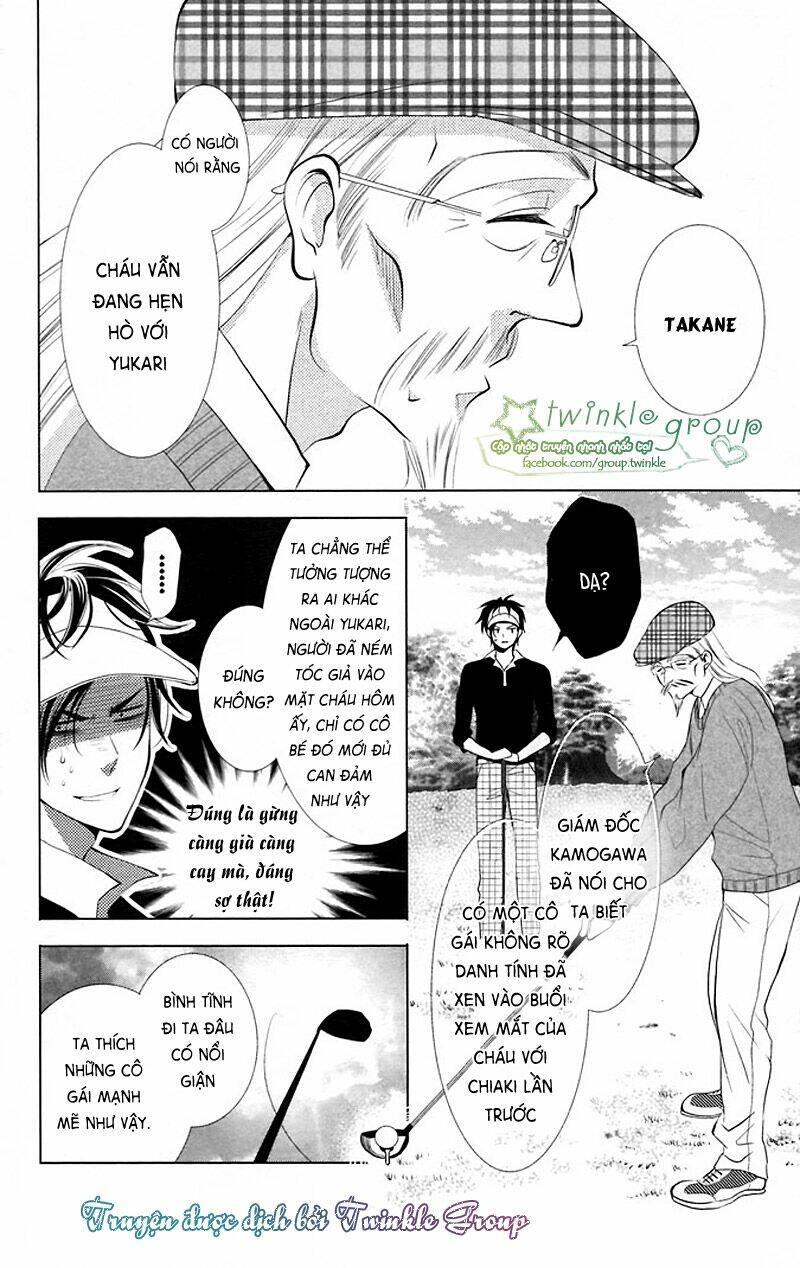 TAKANE
CÓ NGƯỜI
NÓI RẰNG
CHÁU VẪN
ĐANG HẸN
HÒ VỚI
YUKARI
twinkle group
cập nhật truyện nhanh nhất tại
facebook.com/group.twinkle
DẠ?
GIÁM ĐỐC
KAMOGAWA
ĐÃ NÓI CHO
TA BIẾT
CÓ MỘT CÔ
GÁI KHÔNG RÕ
DANH TÍNH ĐÃ
XEN VÀO BUỔI
XEM MẮT CỦA
CHÁU VỚI
CHIAKI LẦN
TRƯỚC
TA CHẲNG THỂ
TƯỞNG TƯỢNG
RA AI KHÁC
NGOÀI YUKARI,
NGƯỜI ĐÃ NÉM
TÓC GIẢ VÀO
MẶT CHÁU HÔM
ẤY, CHỈ CÓ CÔ
BÉ ĐÓ MỚI ĐỦ
CAN ĐẢM
NHƯ VẬY
ĐÚNG
KHÔNG?
.......
Đúng là gừng
càng già càng
cay mà, đáng
sợ thật!
BÌNH TĨNH
ĐI TA ĐÂU
CÓ NỔI
GIẬN
TA THÍCH
NHỮNG CÔ
GÁI MẠNH
MẼ NHƯ VẬY.
Truyện được dịch bởi Twinkle Group